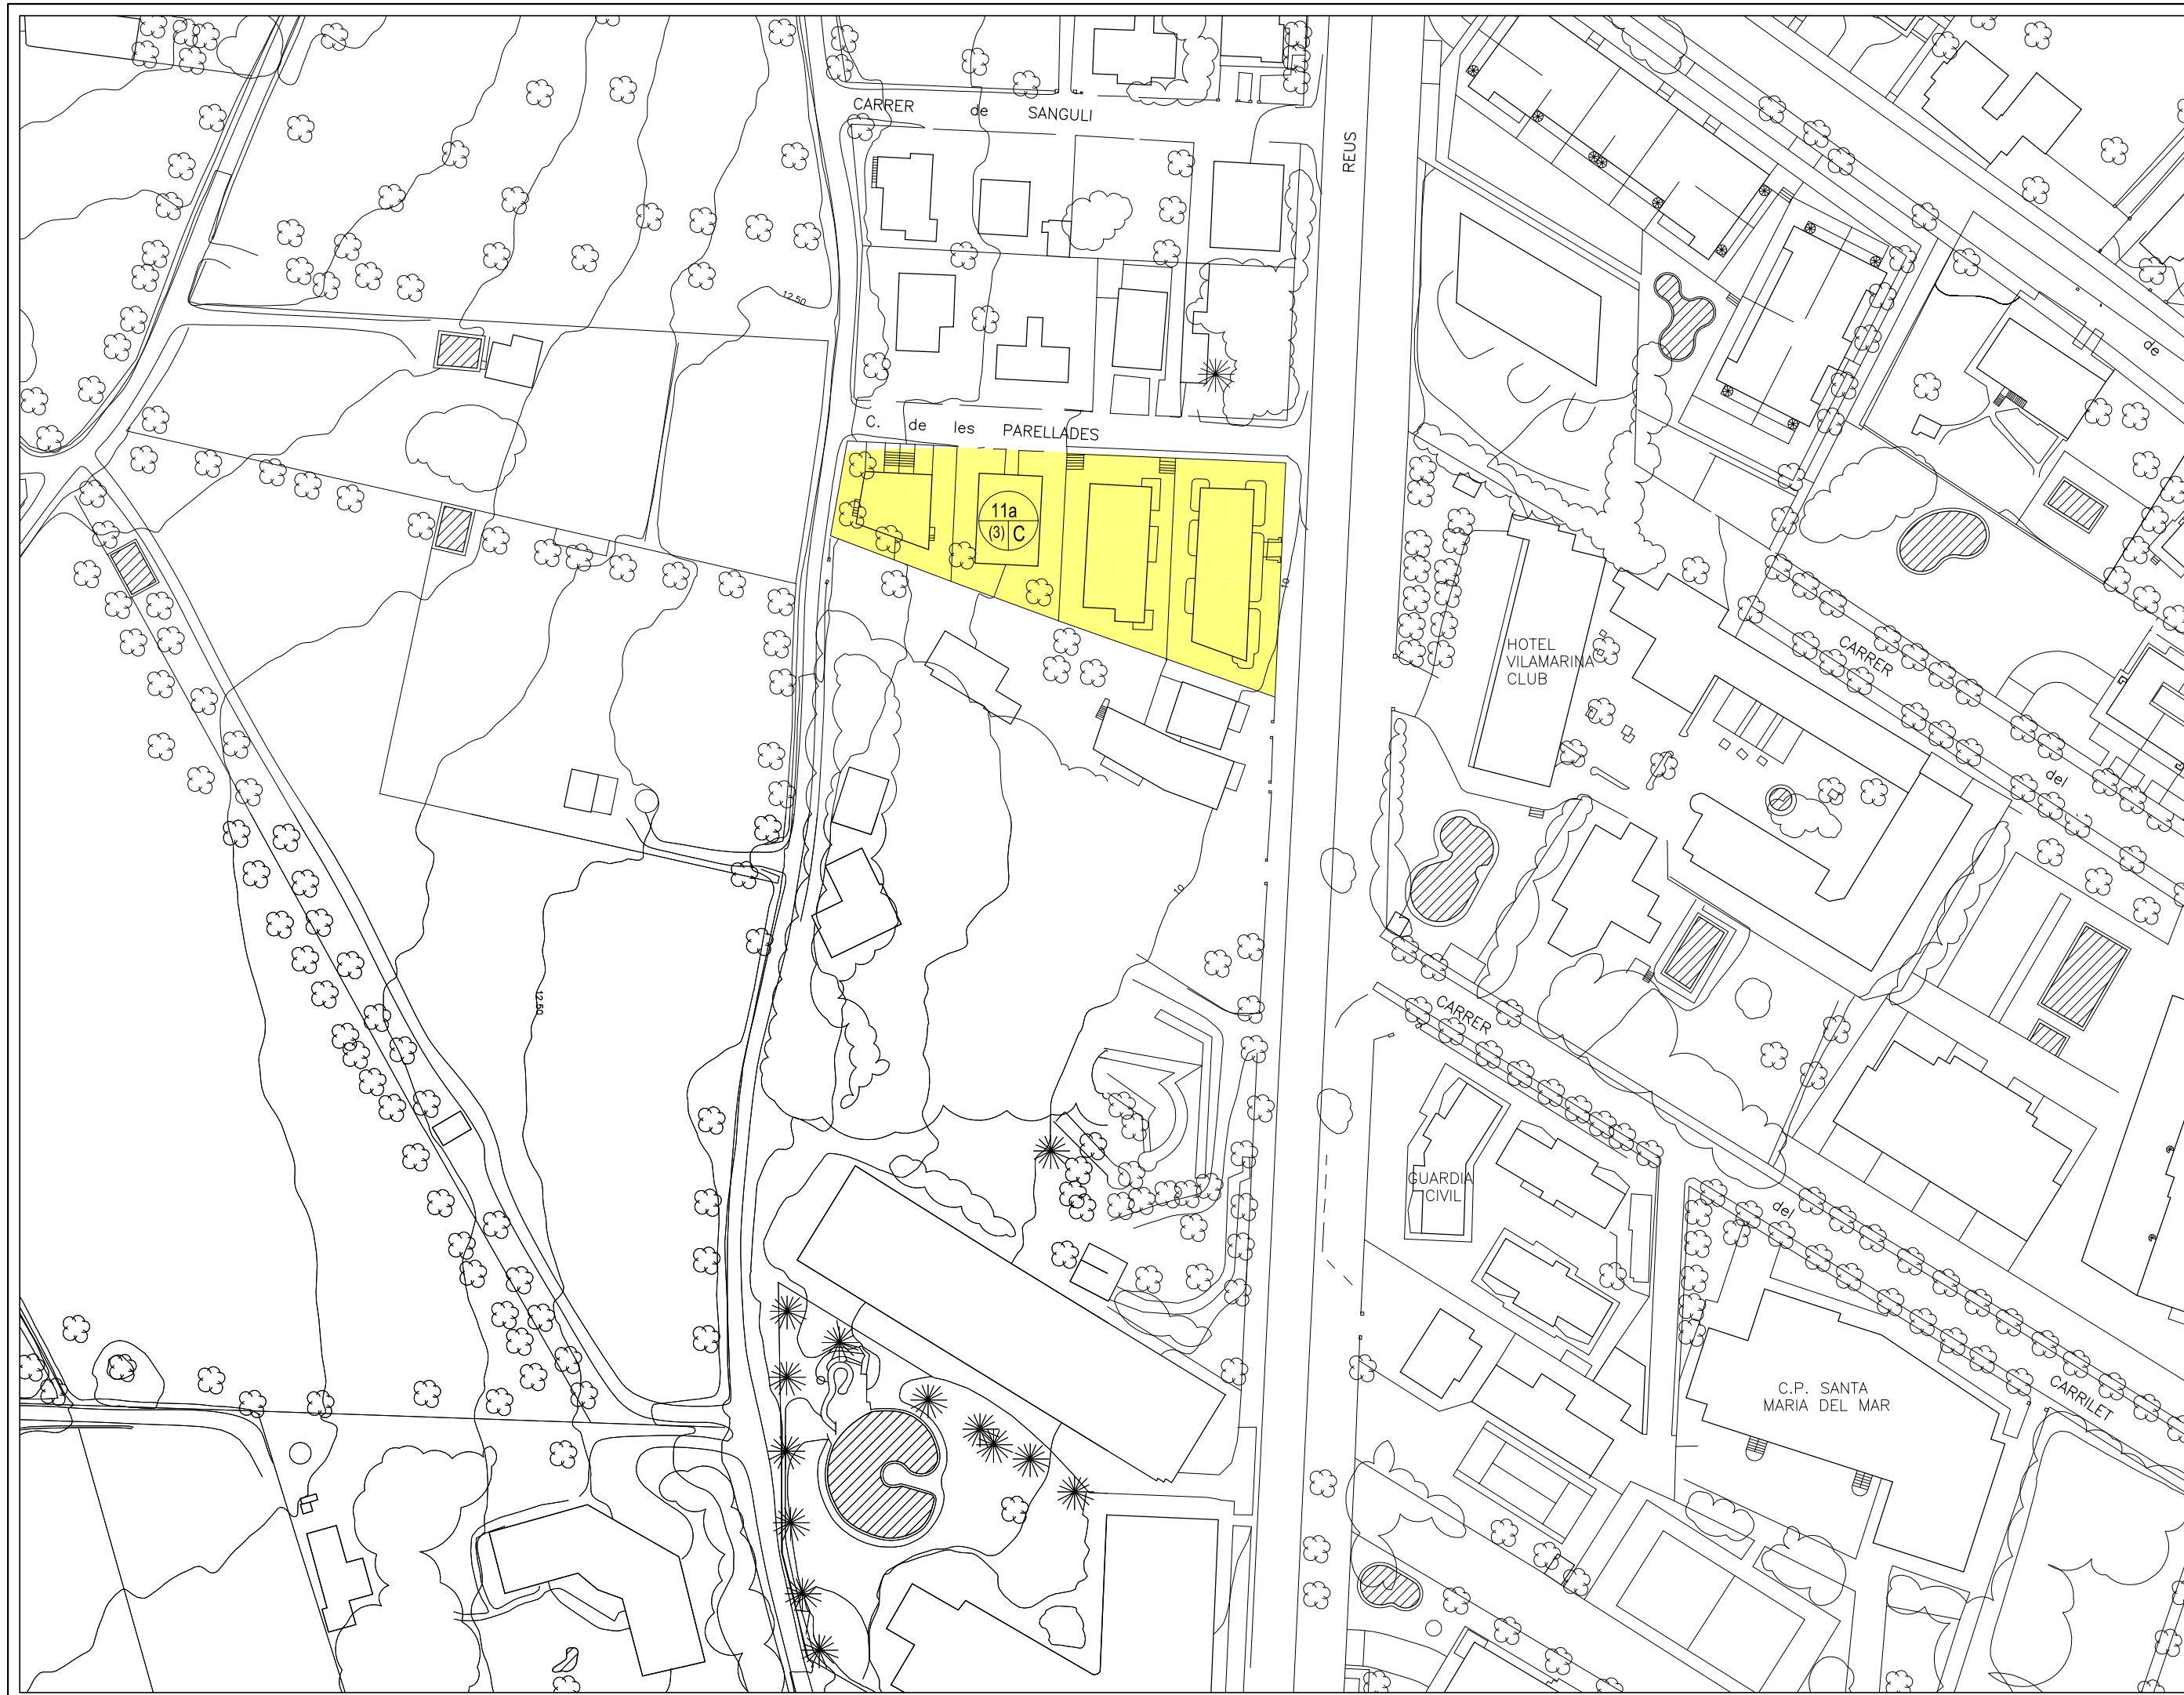 CARRER de SANGULI
REUS
12.50
de
C. de les PARELLADES
11a
(3) C
10
HOTEL
VILAMARINA
CLUB
CARRER
del
10
12.50
CARRER
GUARDIA
CIVIL
del
C.P. SANTA
MARIA DEL MAR
CARRILET